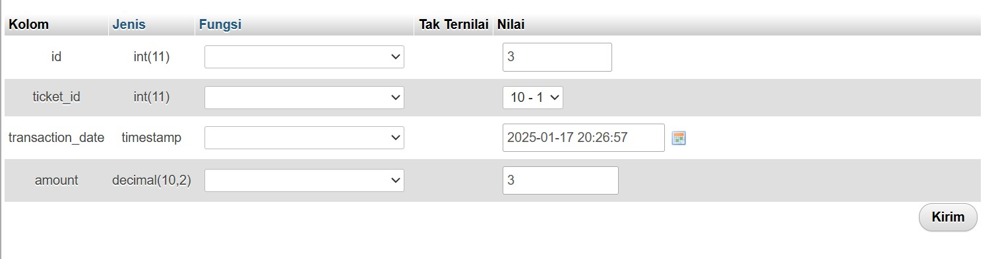 Kolom Jenis Fungsi Tak Ternilai Nilai
id int(11) 3
ticket_id int(11) 10 - 1
transaction_date timestamp 2025-01-17 20:26:57
amount decimal(10,2) 3
Kirim